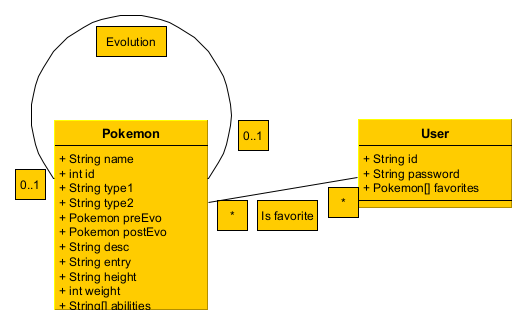 Evolution
Pokemon
+ String name
+ int id
+ String type1
+ String type2
+ Pokemon preEvo
+ Pokemon postEvo
+ String desc
+ String entry
+ String height
+ int weight
+ String[] abilities
0..1
0..1
*
Is favorite
*
User
+ String id
+ String password
+ Pokemon[] favorites